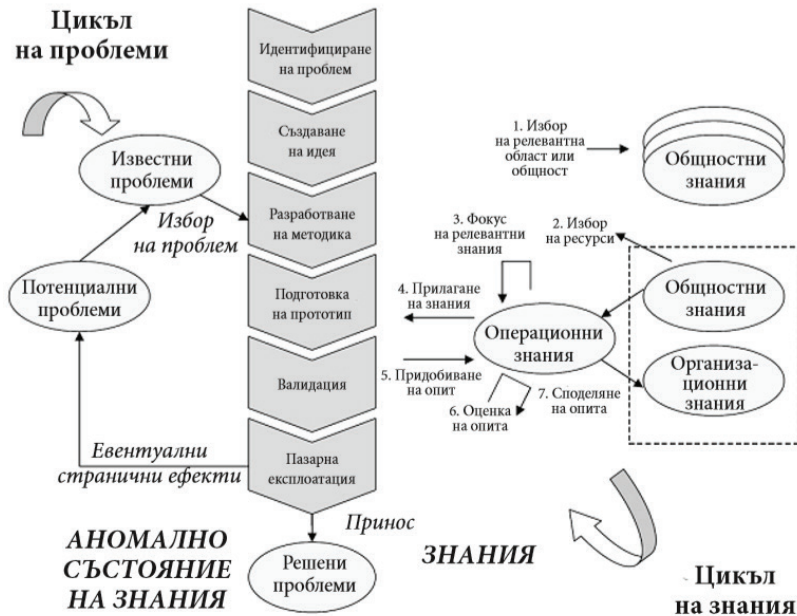 Цикъл
на проблеми
Известни
проблеми
Избор
на проблем
Потенциални
проблеми
Евентуални
странични ефекти
АНОМАЛНО
СЪСТОЯНИЕ
НА ЗНАНИЯ
Идентифициране
на проблем
Създаване
на идея
Разработване
на методика
Подготовка
на прототип
Валидация
Пазарна
експлоатация
Принос
Решени
проблеми
1. Избор
на релевантна
област или
общност
Общностни
знания
2. Избор
на ресурси
3. Фокус
на релевантни
знания
4. Прилагане
на знания
Операционни
знания
Общностни
знания
Организа-
ционни
знания
5. Придобиване
на опит
6. Оценка
на опита
7. Споделяне
на опита
ЗНАНИЯ
Цикъл
на знания